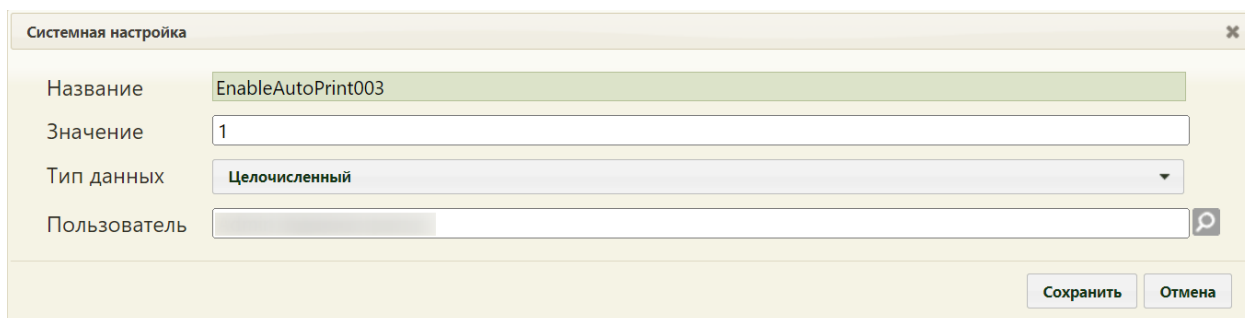 Системная настройка
Название EnableAutoPrint003
Значение 1
Тип данных Целочисленный
Пользователь
Сохранить Отмена